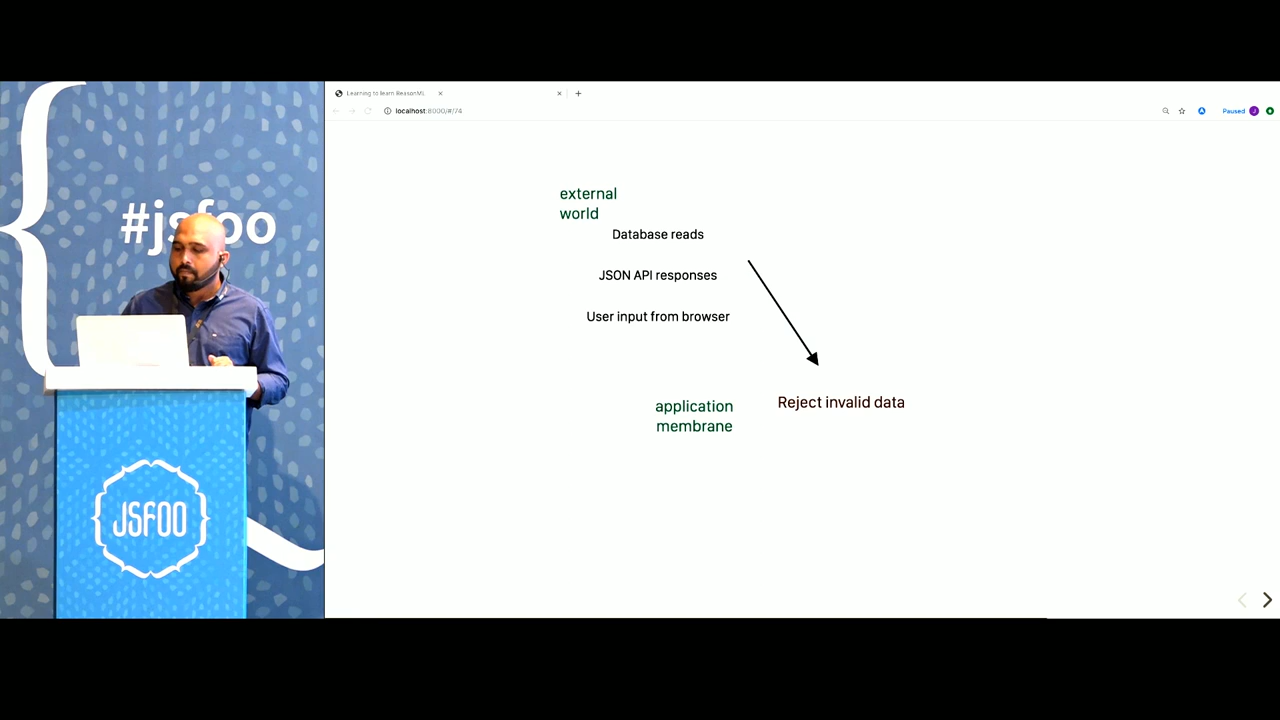 #jsfoo
JSFOO
Learning to learn ReasonML
localhost:8000/#/74
Paused
J
external
world
Database reads
JSON API responses
User input from browser
application
membrane
Reject invalid data